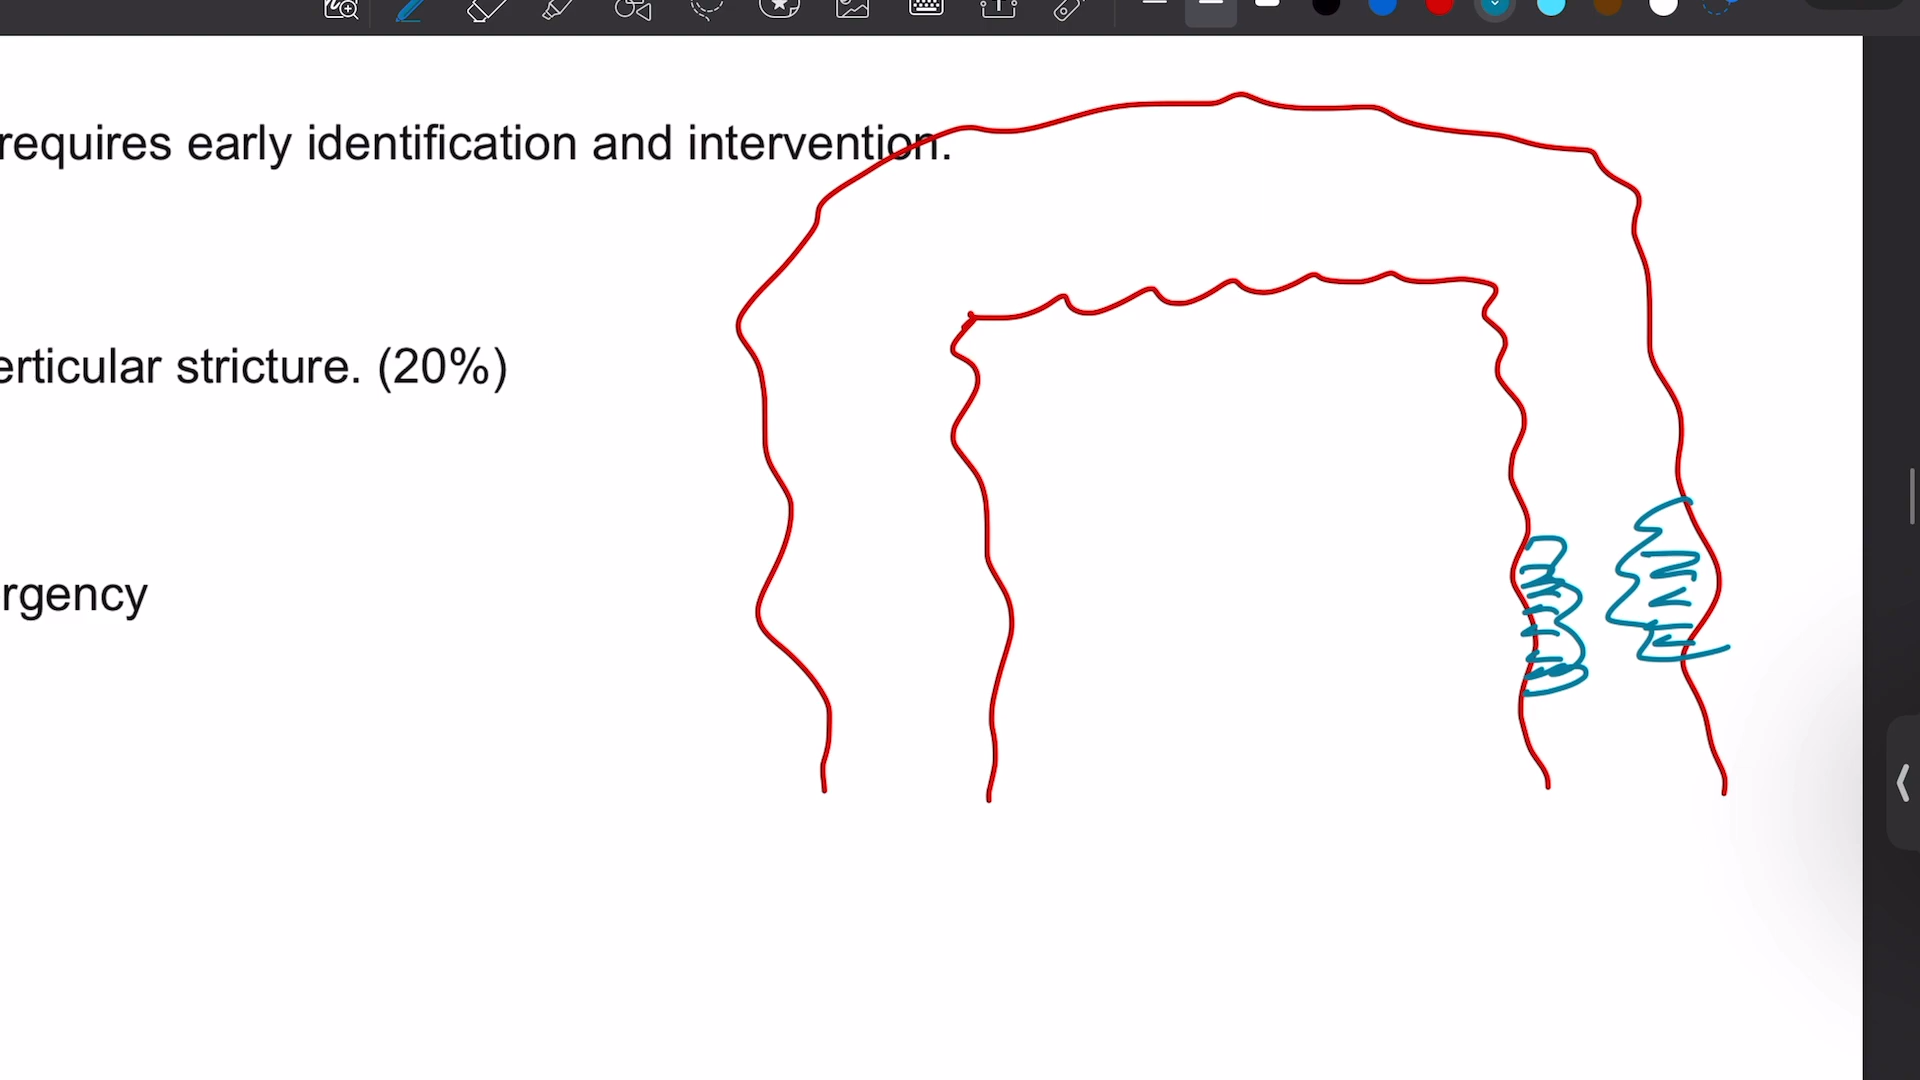 requires early identification and intervention.
erticular stricture. (20%)
rgency